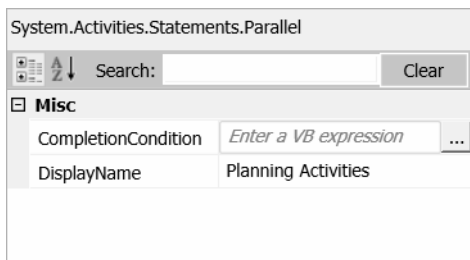 System.Activities.Statements.Parallel
A Z Search: Clear
Misc
CompletionCondition Enter a VB expression ...
DisplayName Planning Activities